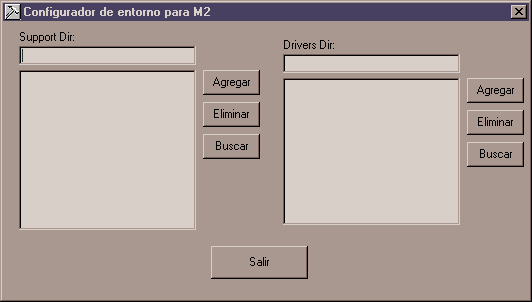 Configurador de entorno para M2
Support Dir:
Drivers Dir:
Agregar
Eliminar
Buscar
Agregar
Eliminar
Buscar
Salir